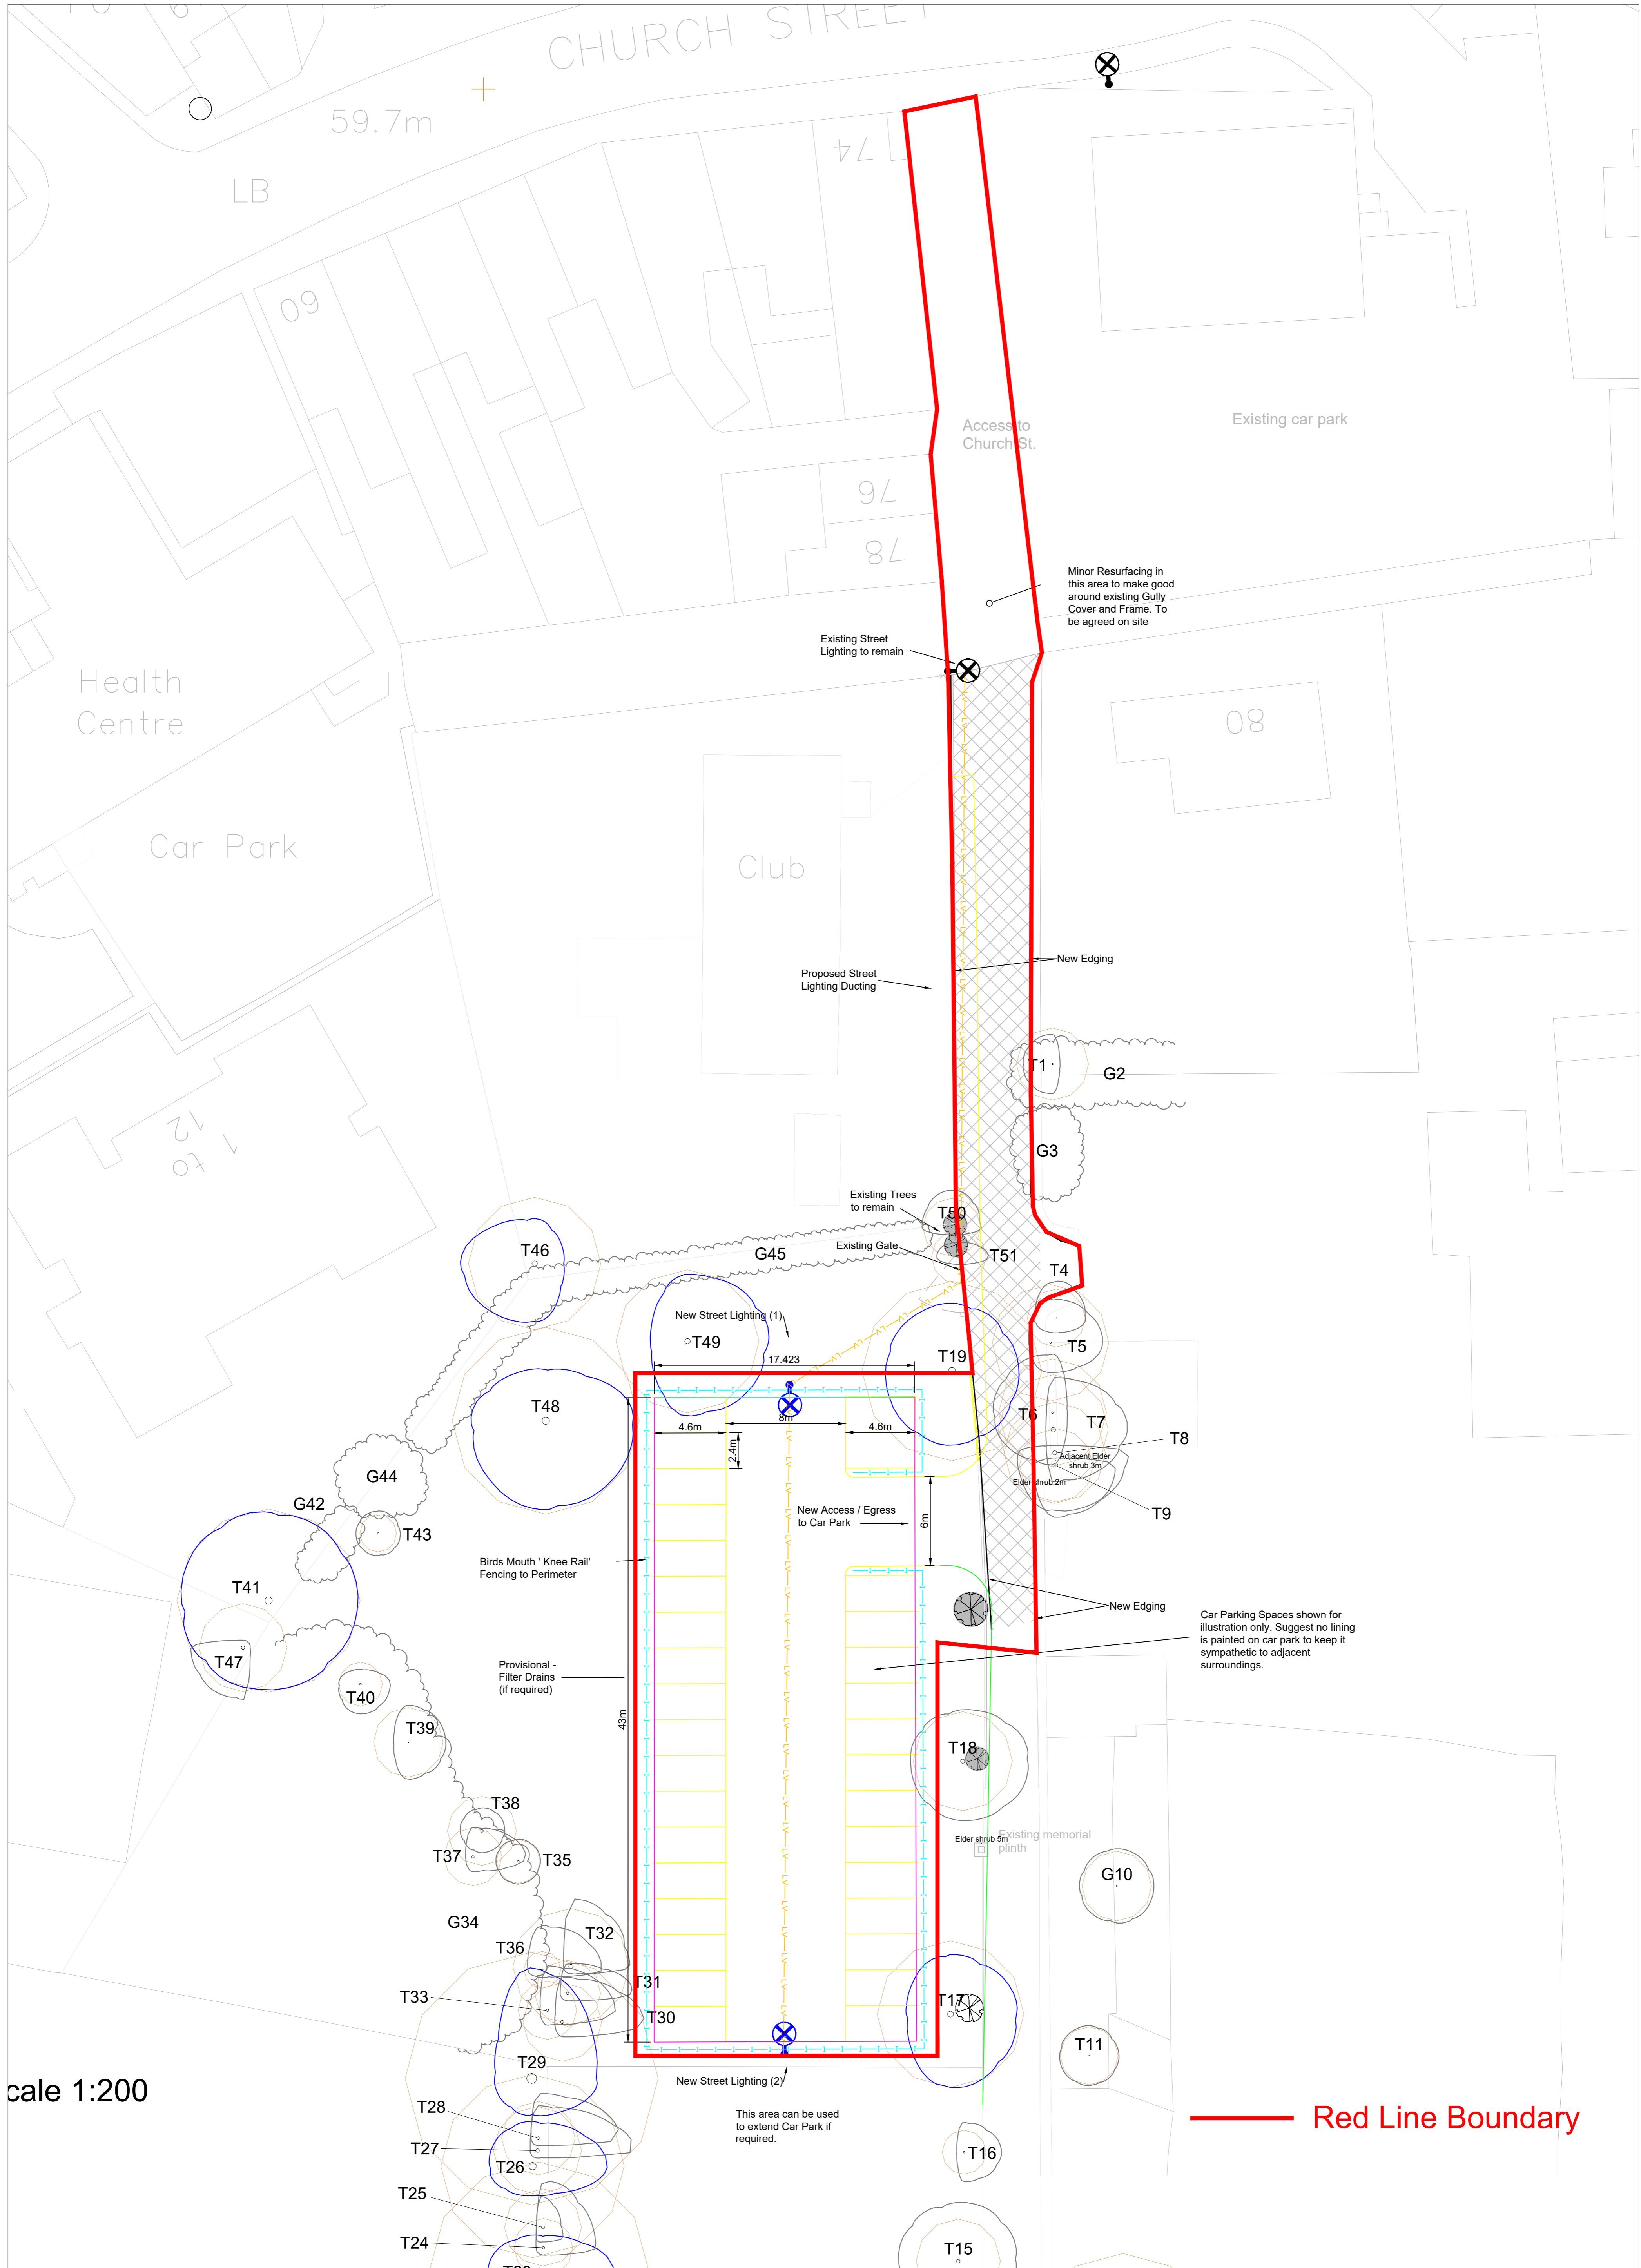 CHURCH STREET
59.7m
LB
74
60
Access to
Church St.
Existing car park
76
78
Minor Resurfacing in
this area to make good
around existing Gully
Cover and Frame. To
be agreed on site
Existing Street
Lighting to remain
Health
Centre
80
Car Park
Club
New Edging
Proposed Street
Lighting Ducting
T1
G2
G3
1 to 12
Existing Trees
to remain
T50
Existing Gate
T51
T46
G45
T4
New Street Lighting (1)
T49
T19
T5
17.423
T48
8m
4.6m
4.6m
2.4m
T6
T7
T8
Adjacent Elder
shrub 3m
Elder shrub 2m
G44
G42
T43
New Access / Egress
to Car Park
6m
T9
Birds Mouth ' Knee Rail'
Fencing to Perimeter
T41
New Edging
Car Parking Spaces shown for
illustration only. Suggest no lining
is painted on car park to keep it
sympathetic to adjacent
surroundings.
T47
Provisional -
Filter Drains
(if required)
T40
T39
43m
T18
T38
T37
T35
Elder shrub 5m
Existing memorial
plinth
G10
G34
T32
T36
T31
T33
T30
T17
T11
T29
New Street Lighting (2)
cale 1:200
T28
This area can be used
to extend Car Park if
required.
Red Line Boundary
T27
T26
T16
T25
T24
T15